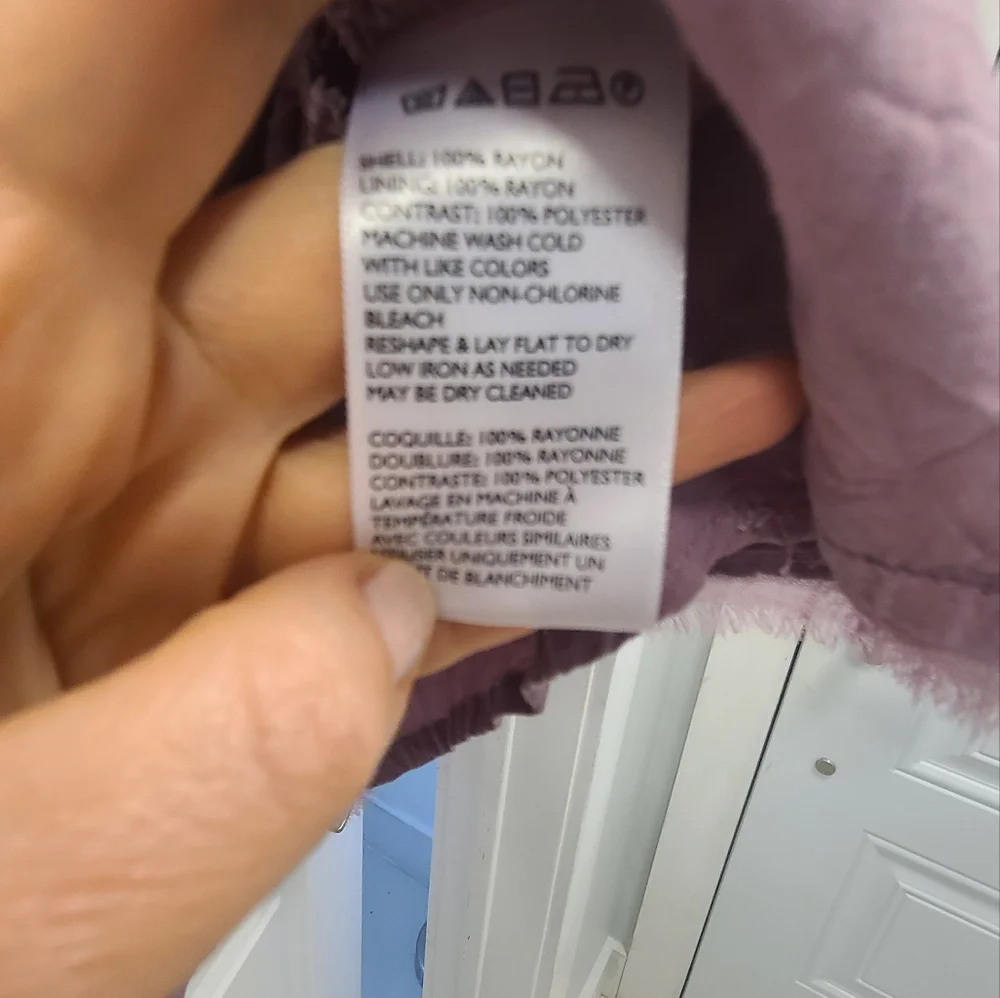 SHELL: 100% RAYON
LINING: 100% RAYON
CONTRAST: 100% POLYESTER
MACHINE WASH COLD
WITH LIKE COLORS
USE ONLY NON-CHLORINE
BLEACH
RESHAPE & LAY FLAT TO DRY
LOW IRON AS NEEDED
MAY BE DRY CLEANED
COQUILLE: 100% RAYONNE
DOUBLURE: 100% RAYONNE
CONTRASTE: 100% POLYESTER
LAVAGE EN MACHINE À
TEMPÉRATURE FROIDE
AVEC COULEURS SIMILAIRES
UNIQUEMENT UN
DE BLANCHIMENT